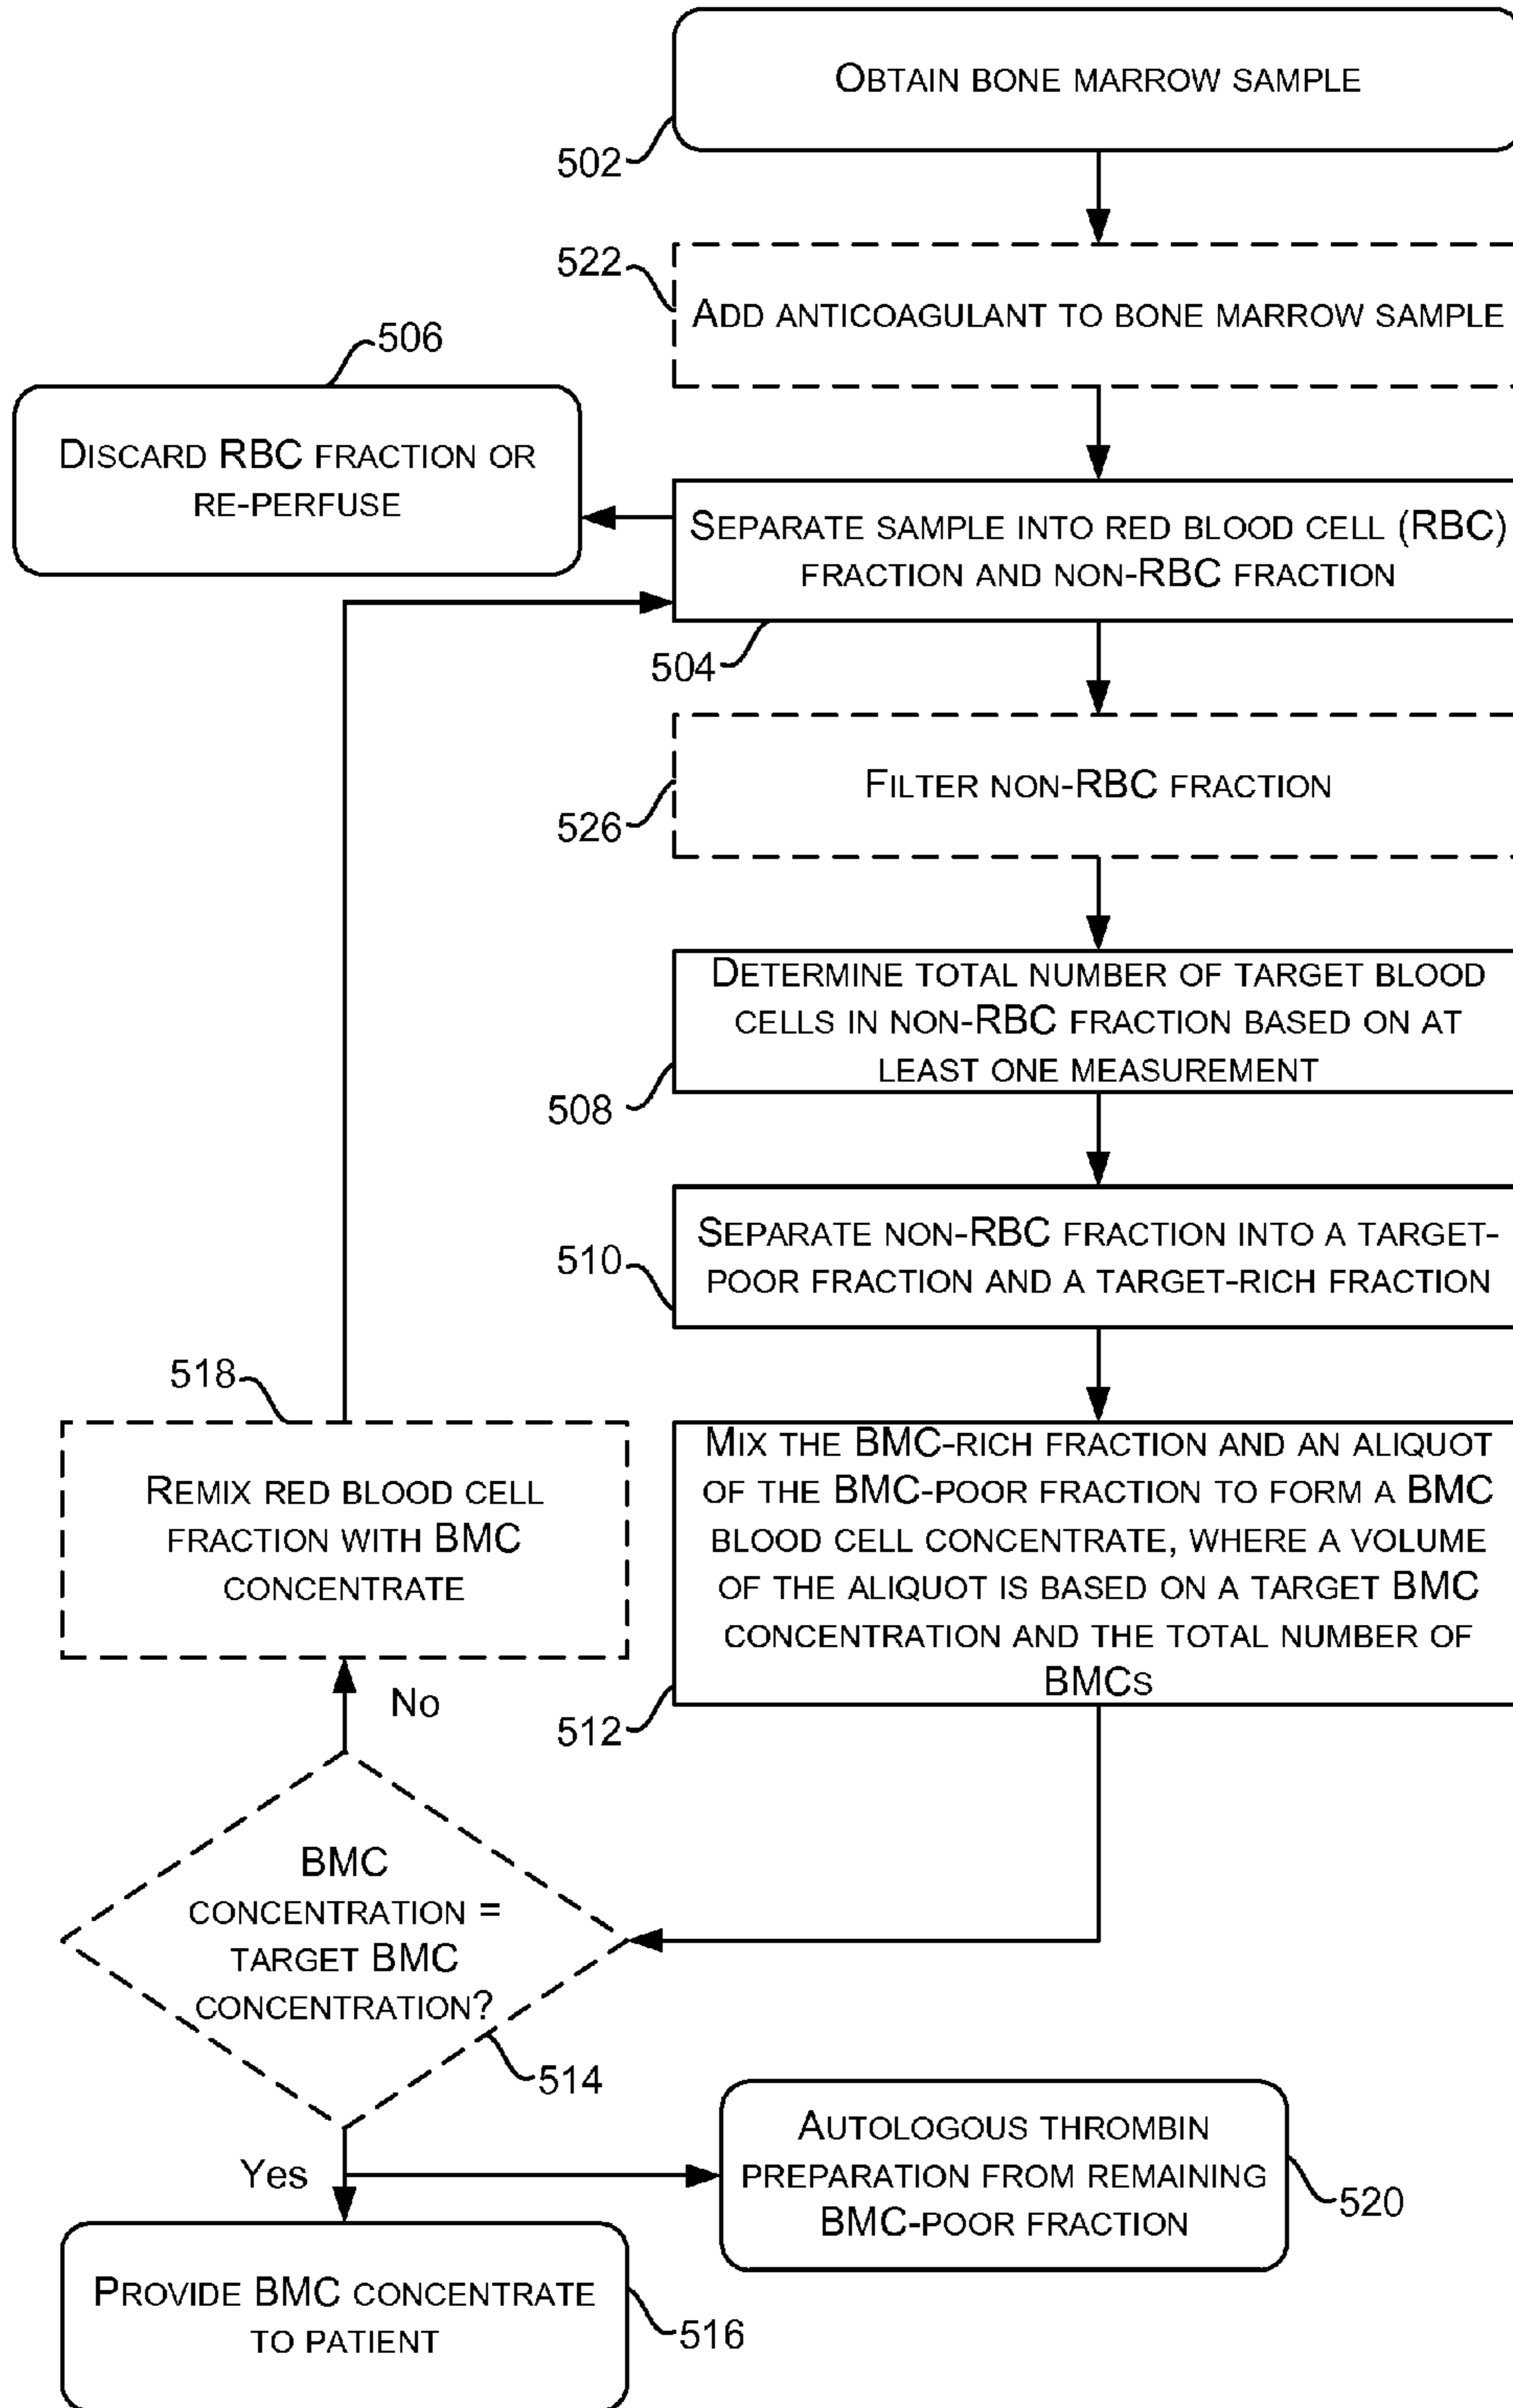 OBTAIN BONE MARROW SAMPLE
502
522
ADD ANTICOAGULANT TO BONE MARROW SAMPLE
506
DISCARD RBC FRACTION OR
RE-PERFUSE
SEPARATE SAMPLE INTO RED BLOOD CELL (RBC)
FRACTION AND NON-RBC FRACTION
504
FILTER NON-RBC FRACTION
526
DETERMINE TOTAL NUMBER OF TARGET BLOOD
CELLS IN NON-RBC FRACTION BASED ON AT
LEAST ONE MEASUREMENT
508
SEPARATE NON-RBC FRACTION INTO A TARGET-
POOR FRACTION AND A TARGET-RICH FRACTION
510
MIX THE BMC-RICH FRACTION AND AN ALIQUOT
OF THE BMC-POOR FRACTION TO FORM A BMC
BLOOD CELL CONCENTRATE, WHERE A VOLUME
OF THE ALIQUOT IS BASED ON A TARGET BMC
CONCENTRATION AND THE TOTAL NUMBER OF
BMCS
512
518
REMIX RED BLOOD CELL
FRACTION WITH BMC
CONCENTRATE
No
BMC
CONCENTRATION =
TARGET BMC
CONCENTRATION?
514
Yes
AUTOLOGOUS THROMBIN
PREPARATION FROM REMAINING
BMC-POOR FRACTION
520
PROVIDE BMC CONCENTRATE
TO PATIENT
516